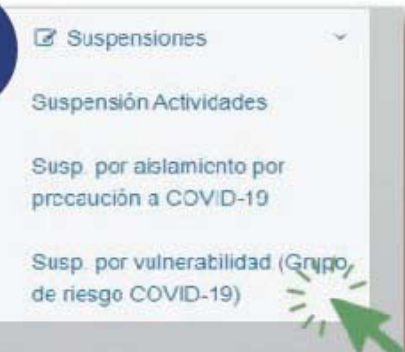 Suspensiones
Suspensión Actividades
Susp. por aislamiento por
precaución a COVID-19
Susp. por vulnerabilidad (Grupo
de riesgo COVID-19)